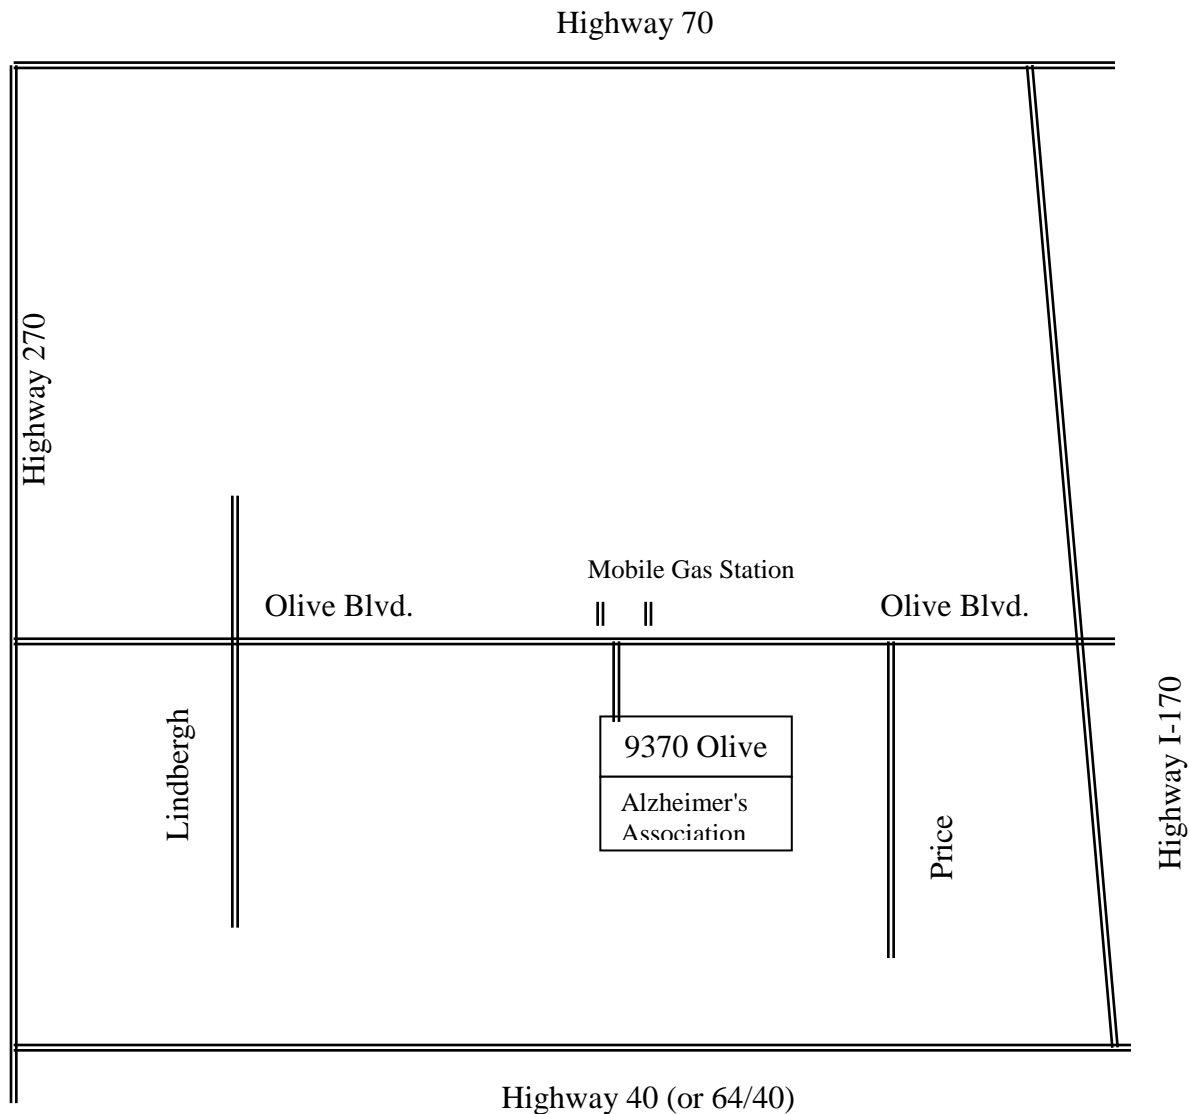 Highway 70
Highway 270
Mobile Gas Station
Olive Blvd.
Olive Blvd.
Lindbergh
9370 Olive
Alzheimer's
Association
Price
Highway I-170
Highway 40 (or 64/40)